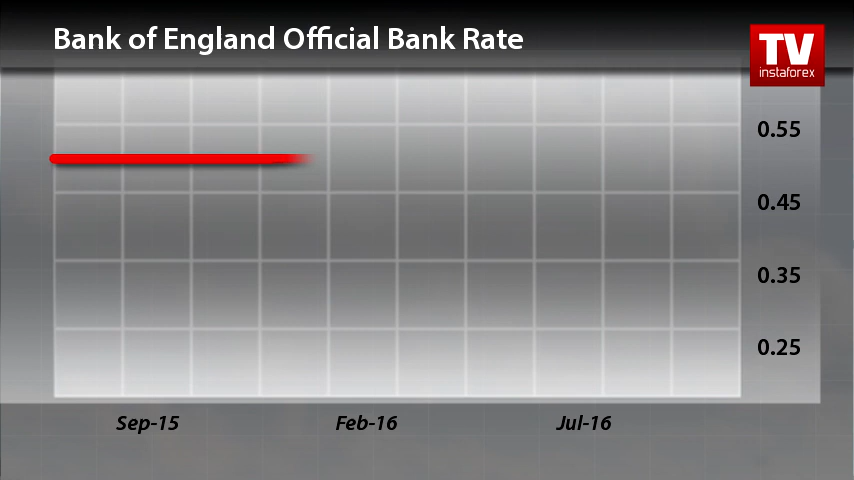 Bank of England Official Bank Rate
TV
instaforex
0.55
0.45
0.35
0.25
Sep-15
Feb-16
Jul-16